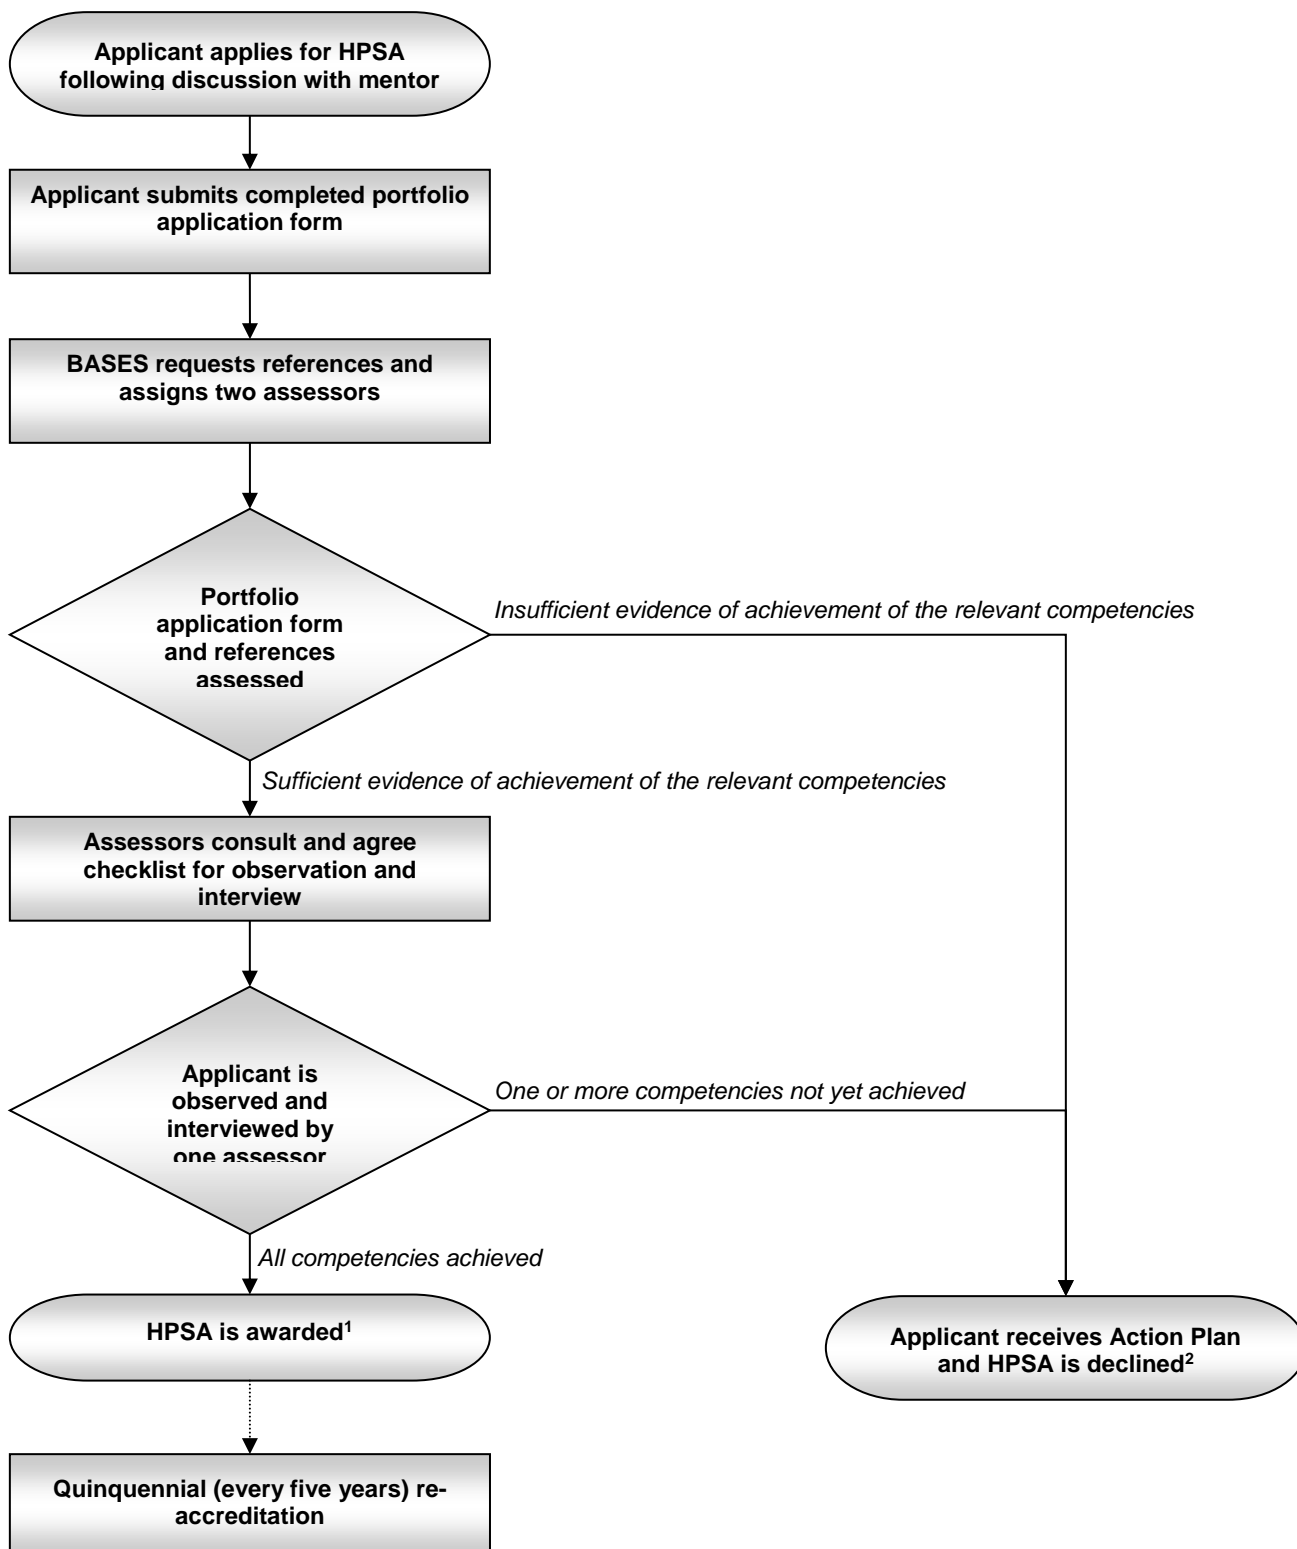 Applicant applies for HPSA
following discussion with mentor
Applicant submits completed portfolio
application form
BASES requests references and
assigns two assessors
Portfolio
application form
and references
assessed
Insufficient evidence of achievement of the relevant competencies
Sufficient evidence of achievement of the relevant competencies
Assessors consult and agree
checklist for observation and
interview
Applicant is
observed and
interviewed by
one assessor
One or more competencies not yet achieved
All competencies achieved
HPSA is awarded¹
Applicant receives Action Plan
and HPSA is declined²
Quinquennial (every five years) re-
accreditation